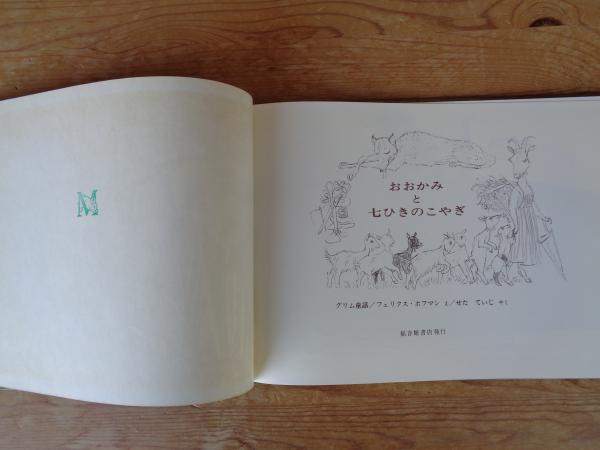 M
おおかみ
と
七ひきのこやぎ
グリム童話/フェリクス・ホフマン え/せた ていじ やく
福音館書店発行